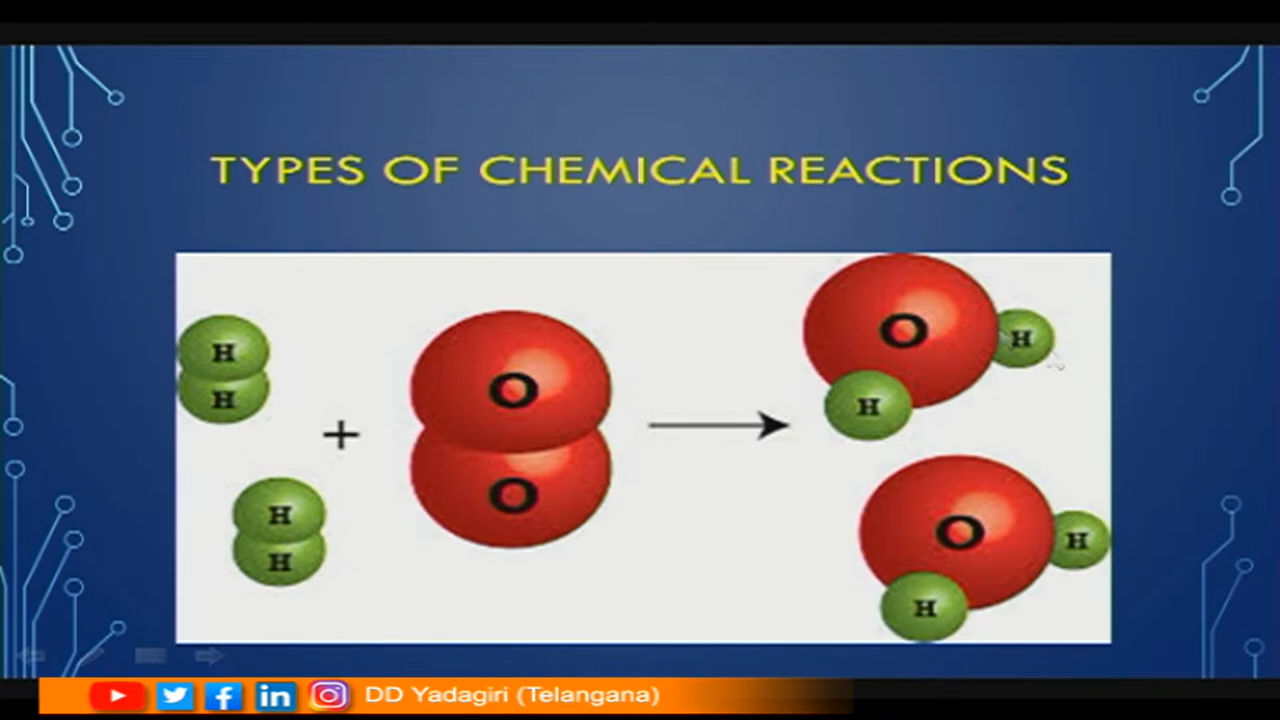 TYPES OF CHEMICAL REACTIONS
H
H
+
O
O
H
H
O
H
H
O
H
H
DD Yadagiri (Telangana)